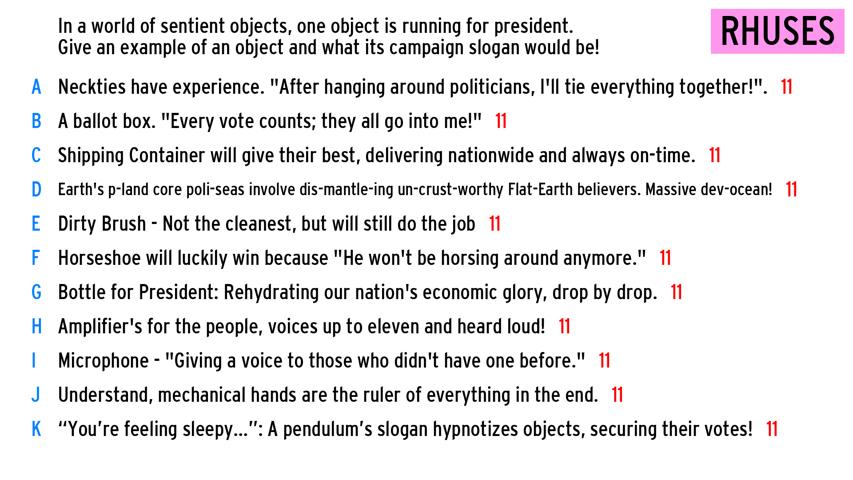 In a world of sentient objects, one object is running for president.
Give an example of an object and what its campaign slogan would be!
RHUSES
A Neckties have experience. "After hanging around politicians, I'll tie everything together!". 11
B A ballot box. "Every vote counts; they all go into me!" 11
C Shipping Container will give their best, delivering nationwide and always on-time. 11
D Earth's p-land core poli-seas involve dis-mantle-ing un-crust-worthy Flat-Earth believers. Massive dev-ocean! 11
E Dirty Brush - Not the cleanest, but will still do the job 11
F Horseshoe will luckily win because "He won't be horsing around anymore." 11
G Bottle for President: Rehydrating our nation's economic glory, drop by drop. 11
H Amplifier's for the people, voices up to eleven and heard loud! 11
I Microphone - "Giving a voice to those who didn't have one before." 11
J Understand, mechanical hands are the ruler of everything in the end. 11
K “You’re feeling sleepy...”: A pendulum’s slogan hypnotizes objects, securing their votes! 11